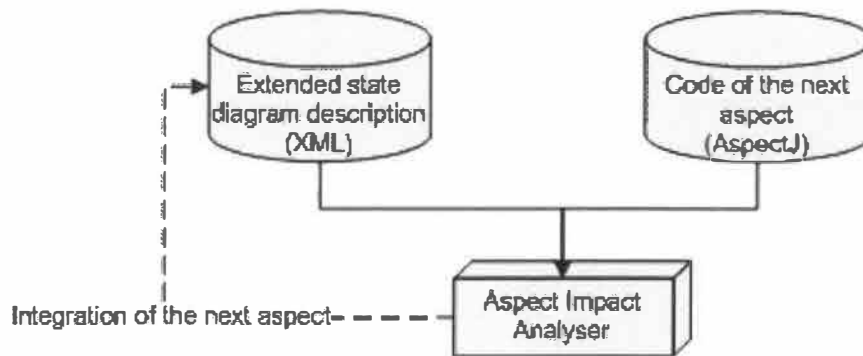 Extended state
diagram description
(XML)
Code of the next
aspect
(AspectJ)
Integration of the next aspect
Aspect Impact
Analyser